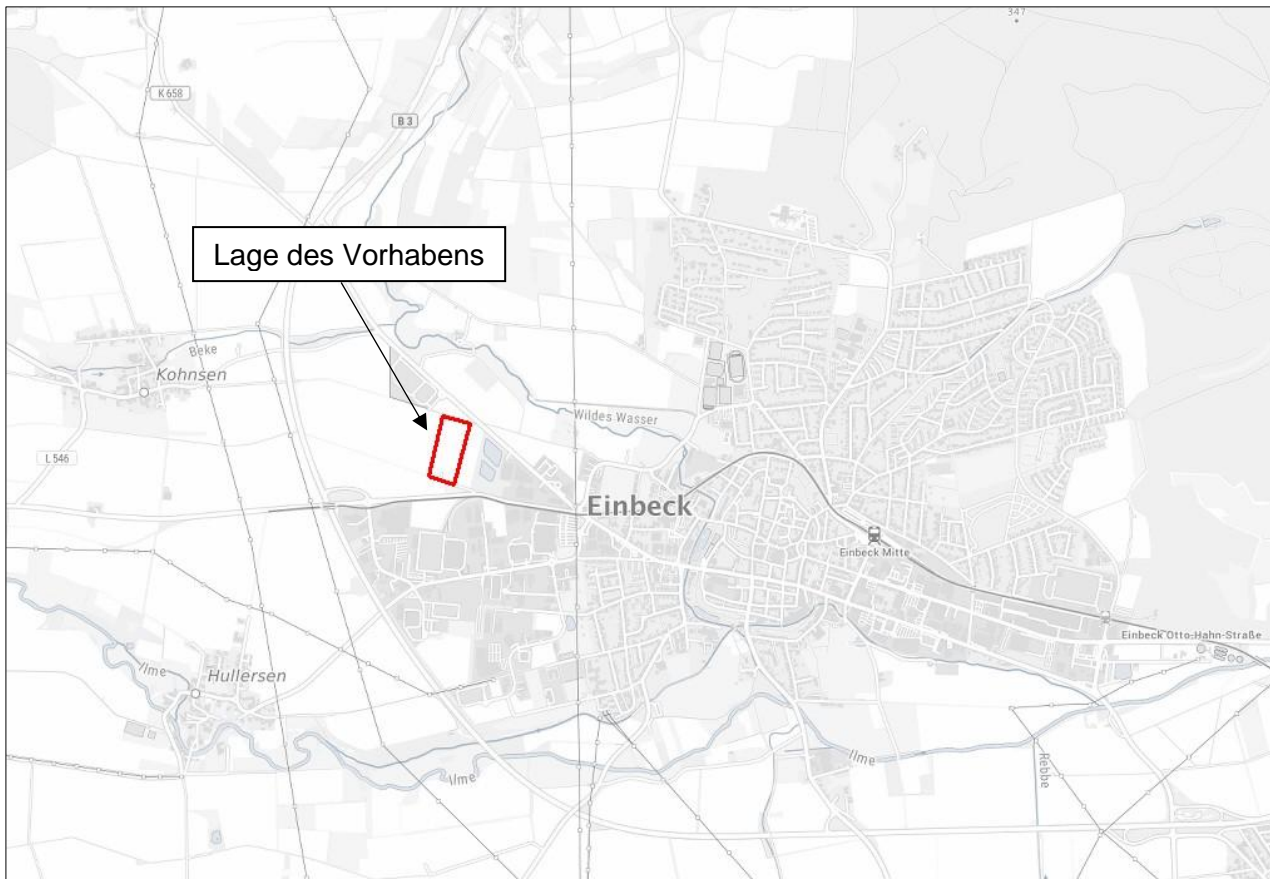 347
K 658
B 3
Lage des Vorhabens
Beke
Kohnsen
Wildes Wasser
L 546
Einbeck
Einbeck Mitte
Einbeck Otto-Hahn-Straße
Ilme
Hullersen
Ilme
Ilme
Rebbe